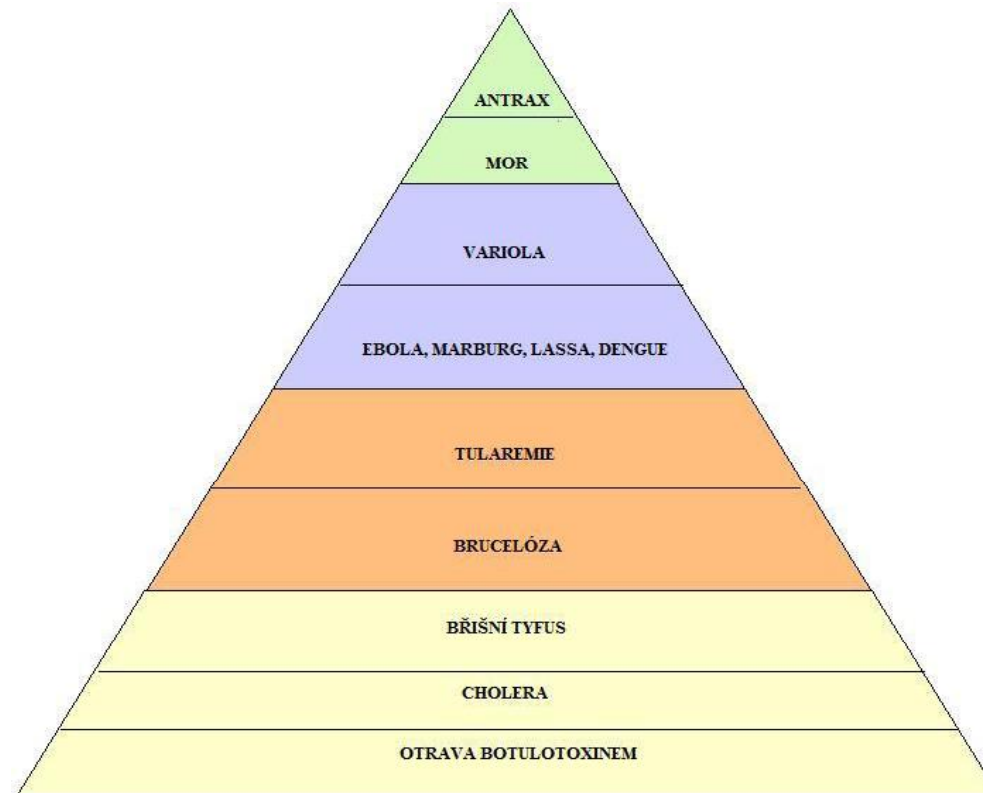 ANTRAX
MOR
VARIOLA
EBOLA, MARBURG, LASSA, DENGUE
TULAREMIE
BRUCELÓZA
BŘIŠNÍ TYFUS
CHOLERA
OTRAVA BOTULOTOXINEM